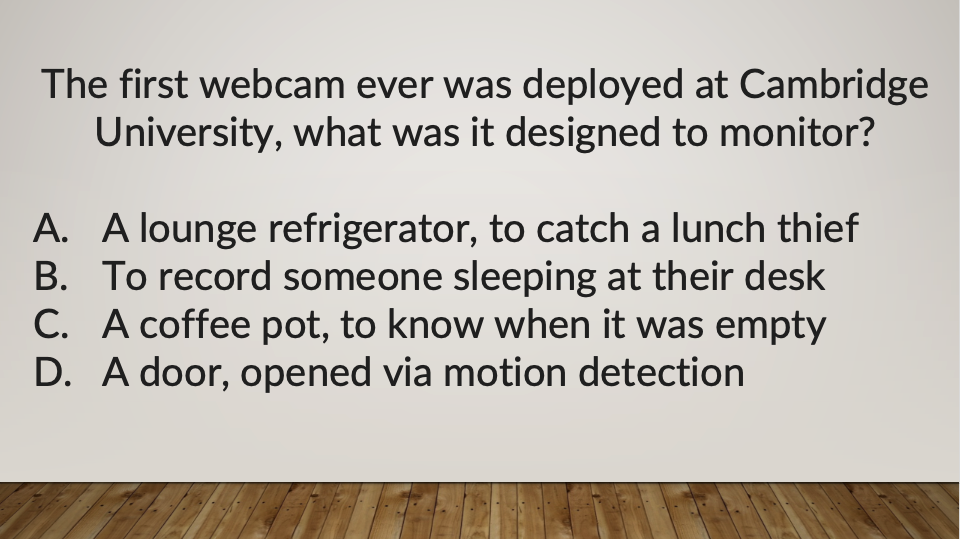 The first webcam ever was deployed at Cambridge
University, what was it designed to monitor?
A. A lounge refrigerator, to catch a lunch thief
B. To record someone sleeping at their desk
C. A coffee pot, to know when it was empty
D. A door, opened via motion detection